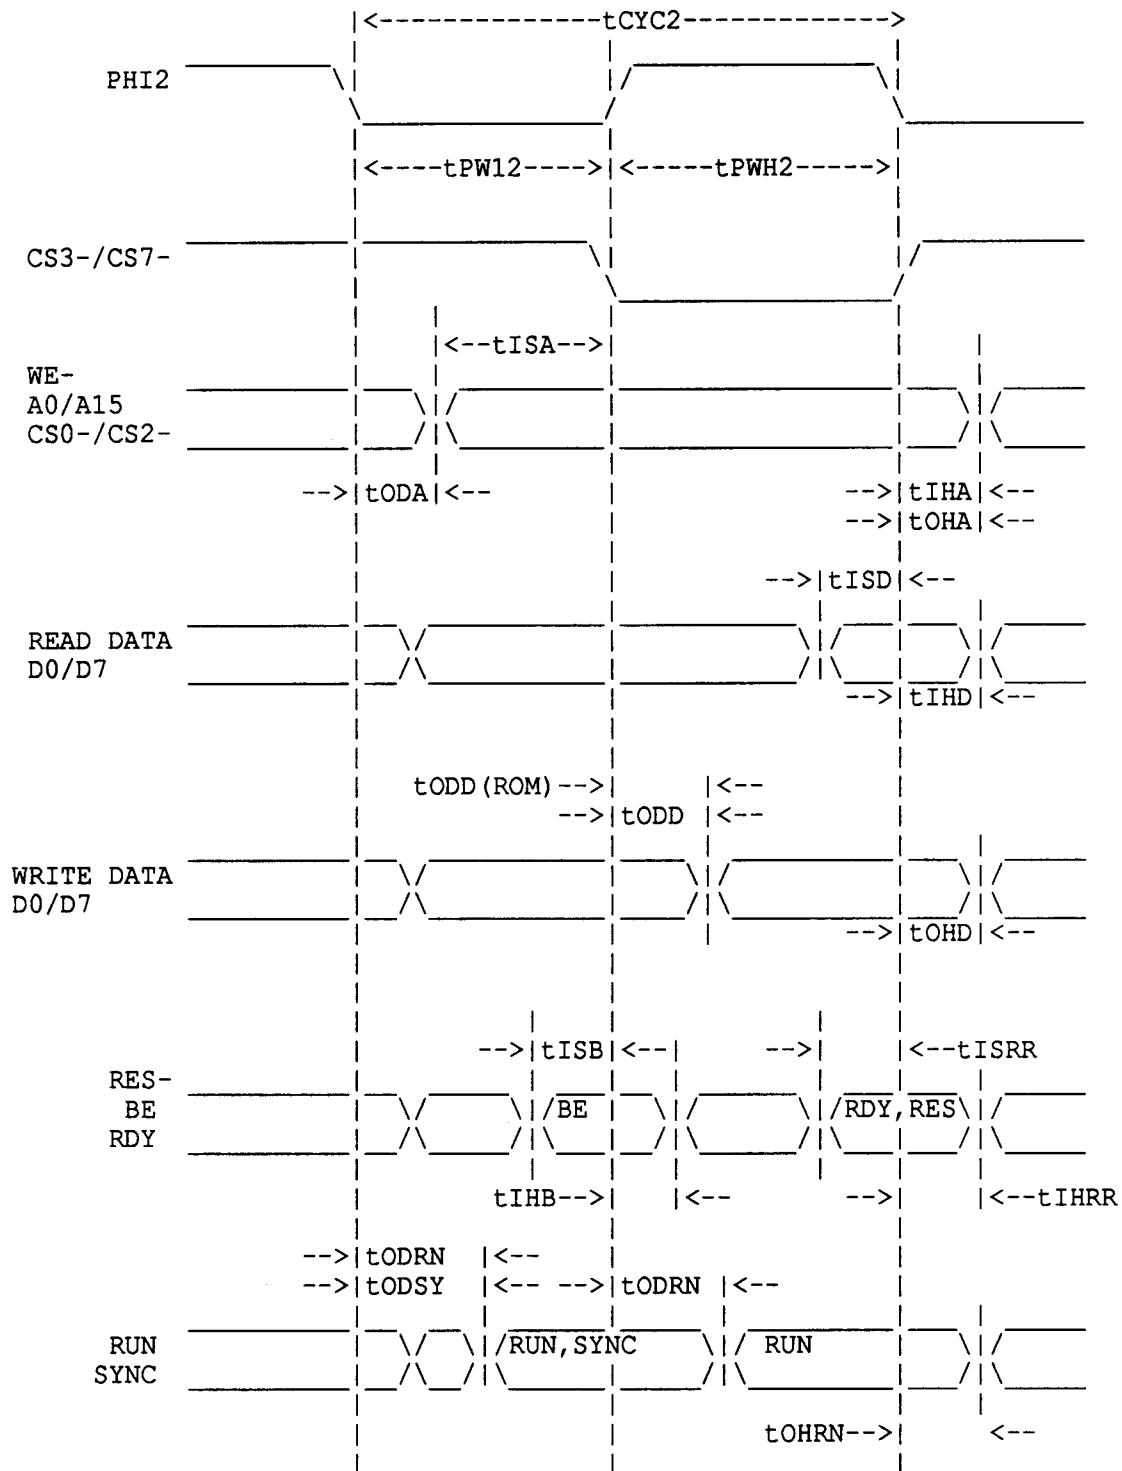 |<-------------tCYC2------------->
PHI2
|<----tPW12---->|<-----tPWH2----->|
CS3-/CS7-
|<--tISA-->|
WE-
A0/A15
CS0-/CS2-
-->|tODA|<-- -->|tIHA|<--
-->|tOHA|<--
-->|tISD|<--
READ DATA
D0/D7
-->|tIHD|<--
tODD(ROM)-->| |<--
-->|tODD |<--
WRITE DATA
D0/D7
-->|tOHD|<--
-->|tISB|<-- --> |<--tISRR
RES-
BE BE RDY,RES
RDY
tIHB-->| |<-- -->| |<--tIHRR
-->|tODRN |<--
-->|tODSY |<-- -->|tODRN |<--
RUN RUN,SYNC RUN
SYNC
tOHRN-->| <--